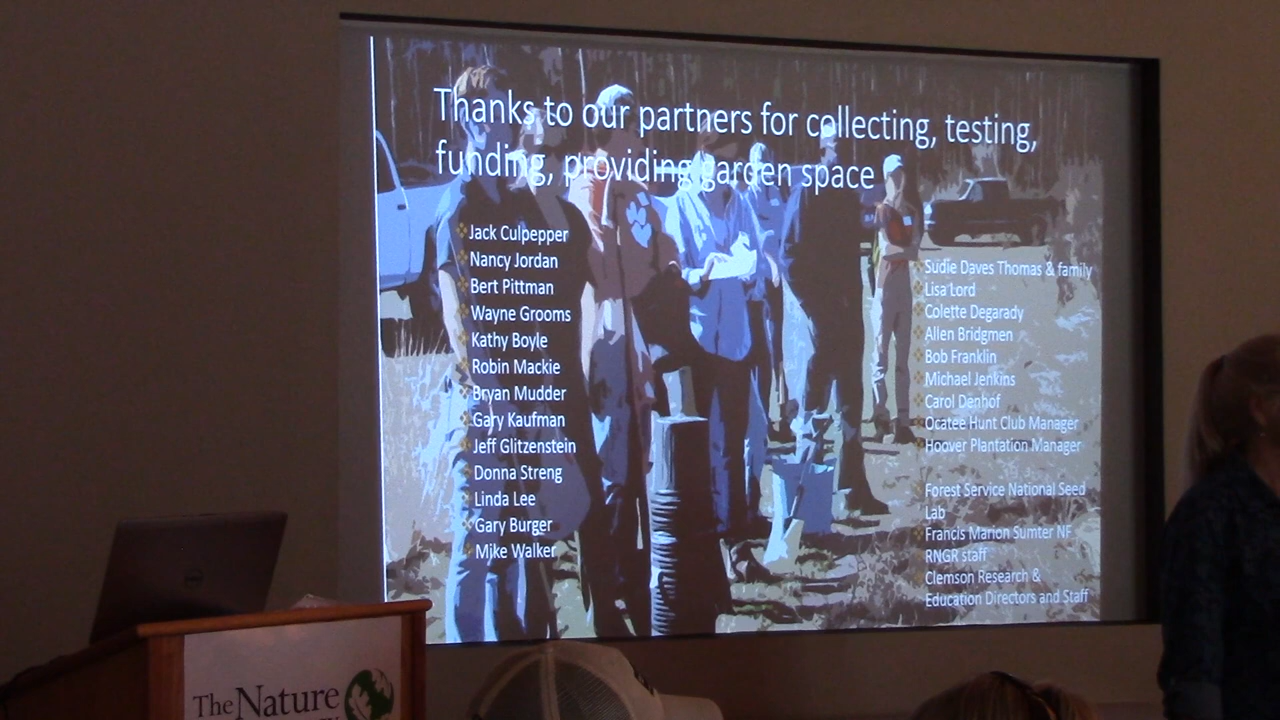 Thanks to our partners for collecting, testing,
funding, providing garden space
Jack Culpepper
Nancy Jordan
Bert Pittman
Wayne Grooms
Kathy Boyle
Robin Mackie
Bryan Mudder
Gary Kaufman
Jeff Glitzenstein
Donna Streng
Linda Lee
Gary Burger
Mike Walker
Sudie Daves Thomas & family
Lisa Lord
Colette Degarady
Allen Bridgmen
Bob Franklin
Michael Jenkins
Carol Denhof
Ocatee Hunt Club Manager
Hoover Plantation Manager
Forest Service National Seed
Lab
Francis Marion Sumter NF
RNGR staff
Clemson Research &
Education Directors and Staff
The Nature